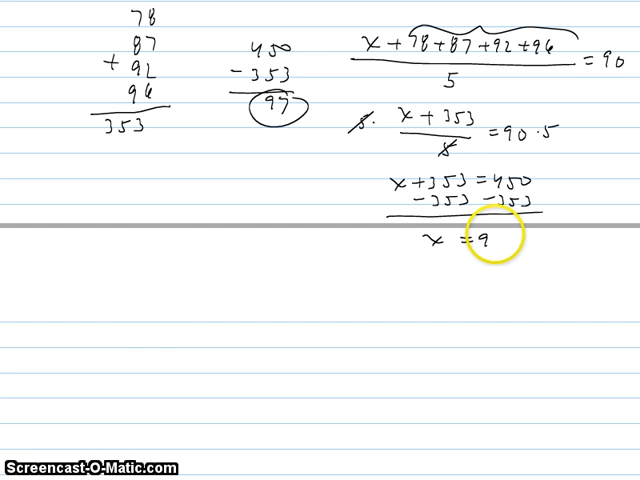 78
87
+ 92
96
353
450
- 353
97
x + 78 + 87 + 92 + 96
5
= 90
5 · x + 353
5
= 90 · 5
x + 353 = 450
- 353 - 353
x = 9
Screencast-O-Matic.com